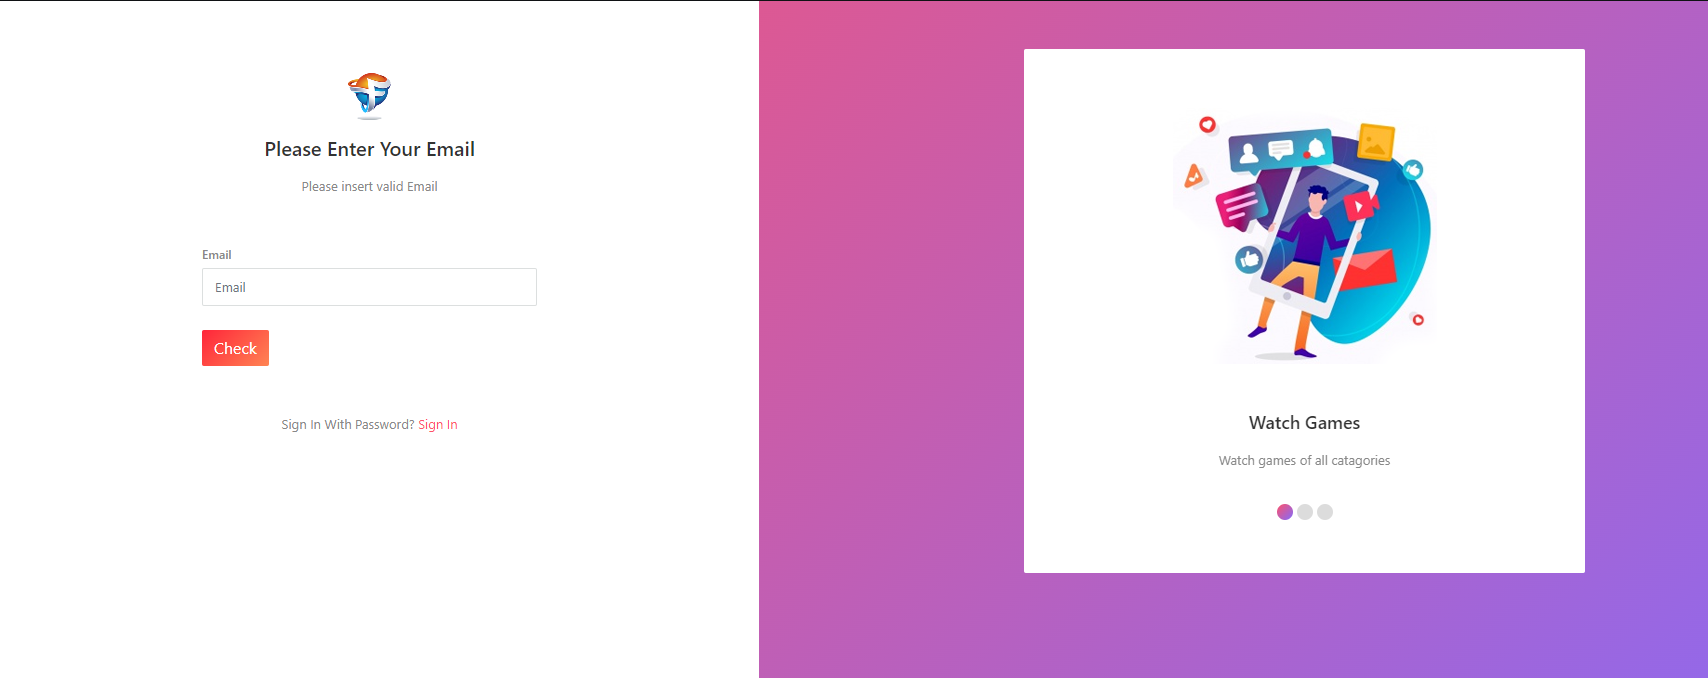 Please Enter Your Email
Please insert valid Email
Email
Email
Check
Sign In With Password? Sign In
Watch Games
Watch games of all catagories